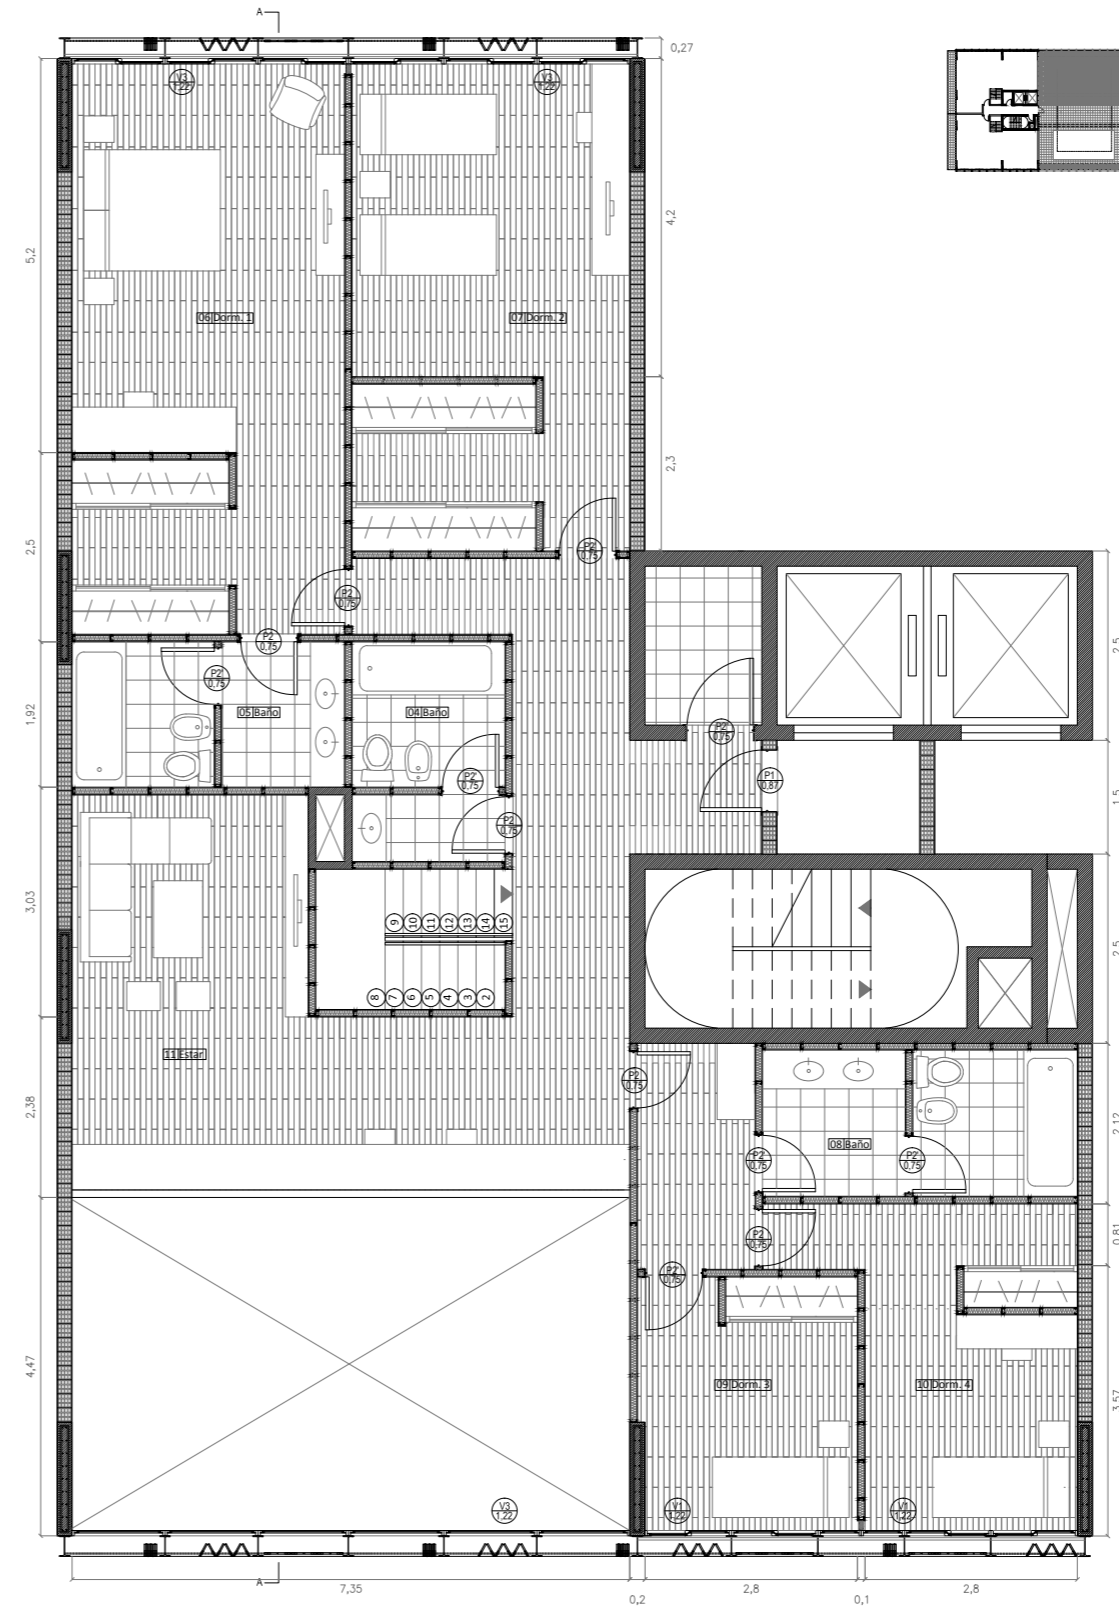 A
0,27
V3
1,22
V3
1,22
5,2
4,2
06 Dorm. 1
07 Dorm. 2
2,3
2,5
P2'
0,75
P2
0,75
P2
0,75
P2'
0,75
2,5
1,92
05 Baño
04 Baño
P2'
0,75
P2'
0,75
P1
0,87
1,5
P2
0,75
3,03
9
10
11
12
13
14
15
2,5
8
7
6
5
4
3
2
11 Estar
P2
0,75
2,38
2,12
08 Baño
P2'
0,75
P2'
0,75
P2
0,75
0,81
P2'
0,75
4,47
09 Dorm. 3
10 Dorm. 4
3,57
V3
1,22
V1
1,22
V1
1,22
A
7,35
0,2
2,8
0,1
2,8